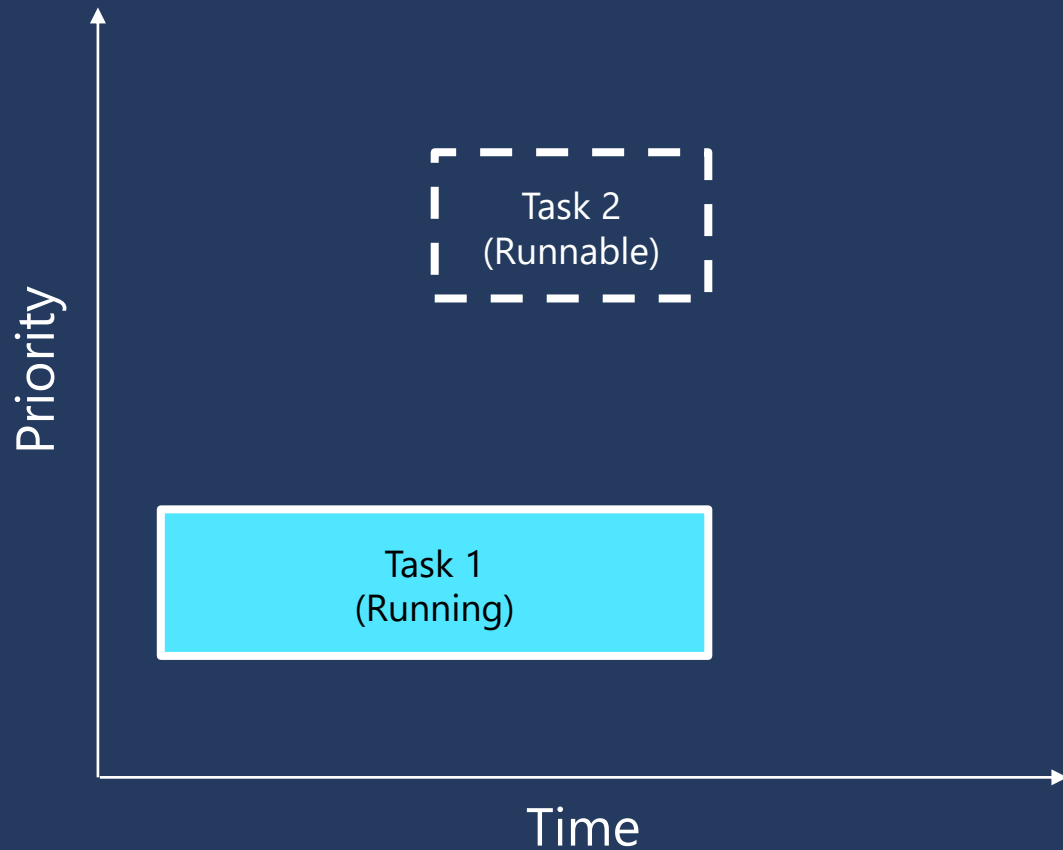 Priority
Task 2
(Runnable)
Task 1
(Running)
Time